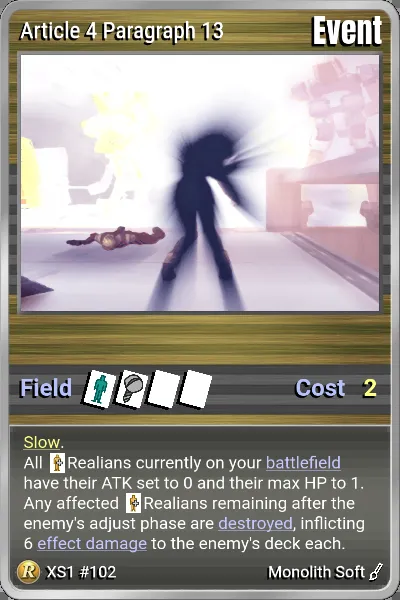 Article 4 Paragraph 13
Event
Field
Cost 2
Slow.
All Realians currently on your battlefield
have their ATK set to 0 and their max HP to 1.
Any affected Realians remaining after the
enemy's adjust phase are destroyed, inflicting
6 effect damage to the enemy's deck each.
R XS1 #102
Monolith Soft